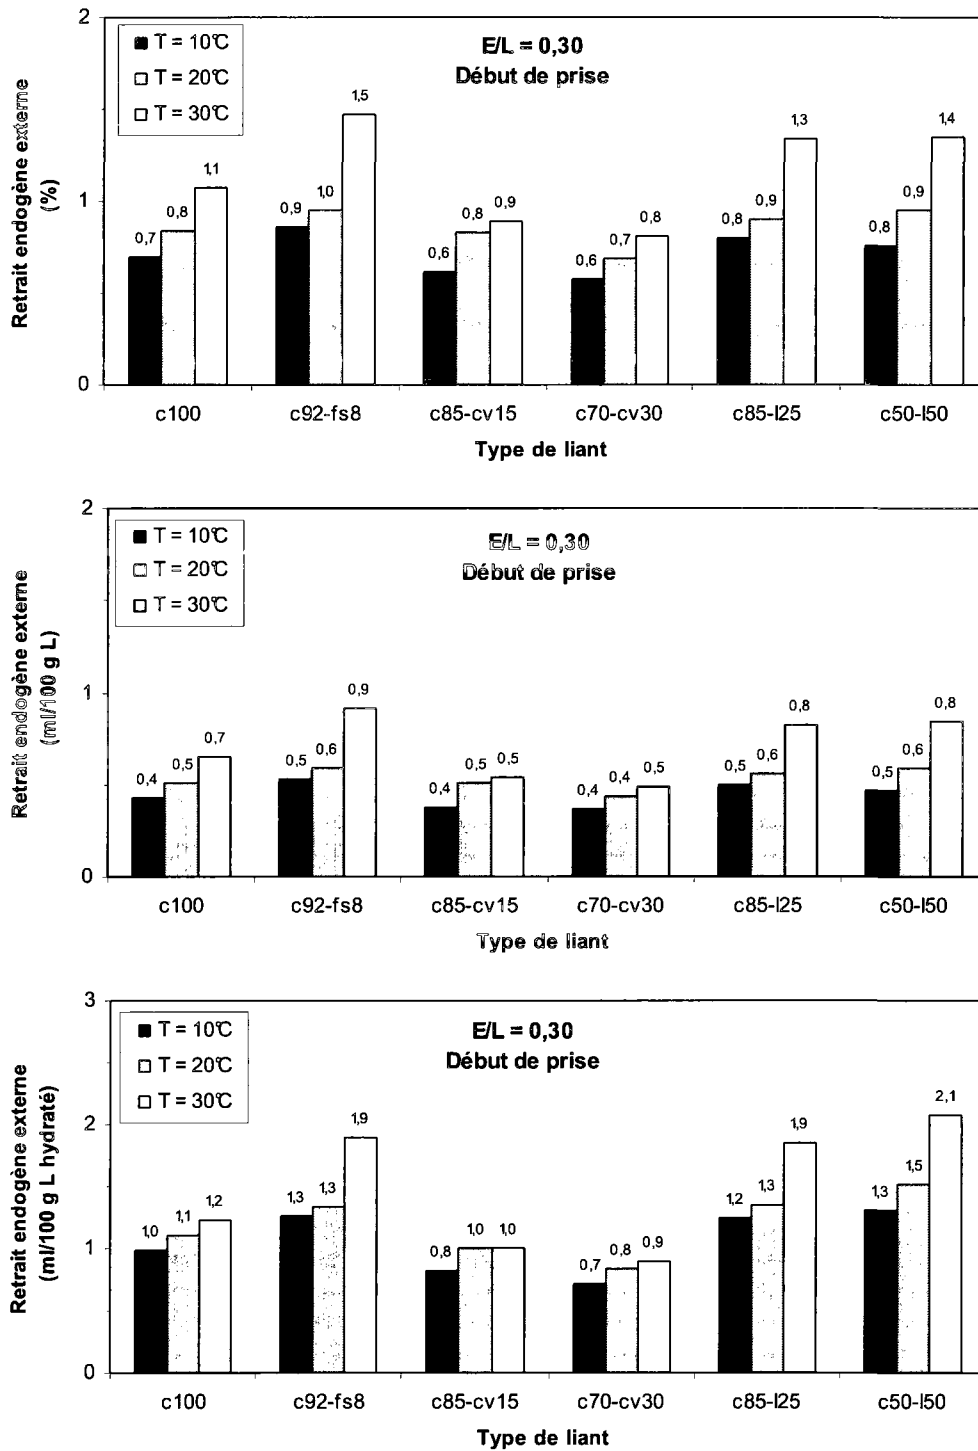 2
T = 10°C
T = 20°C
T = 30°C
E/L = 0,30
Début de prise
Retrait endogène externe
(%)
1
0
0,7
0,8
1,1
0,9
1,0
1,5
0,6
0,8
0,9
0,6
0,7
0,8
0,8
0,9
1,3
0,8
0,9
1,4
c100
c92-fs8
c85-cv15
c70-cv30
c85-l25
c50-l50
Type de liant
2
T = 10°C
T = 20°C
T = 30°C
E/L = 0,30
Début de prise
Retrait endogène externe
(ml/100 g L)
1
0
0,4
0,5
0,7
0,5
0,6
0,9
0,4
0,5
0,5
0,4
0,4
0,5
0,5
0,6
0,8
0,5
0,6
0,8
c100
c92-fs8
c85-cv15
c70-cv30
c85-l25
c50-l50
Type de liant
3
T = 10°C
T = 20°C
T = 30°C
E/L = 0,30
Début de prise
Retrait endogène externe
(ml/100 g L hydraté)
2
1
0
1,0
1,1
1,2
1,3
1,3
1,9
0,8
1,0
1,0
0,7
0,8
0,9
1,2
1,3
1,9
1,3
1,5
2,1
c100
c92-fs8
c85-cv15
c70-cv30
c85-l25
c50-l50
Type de liant